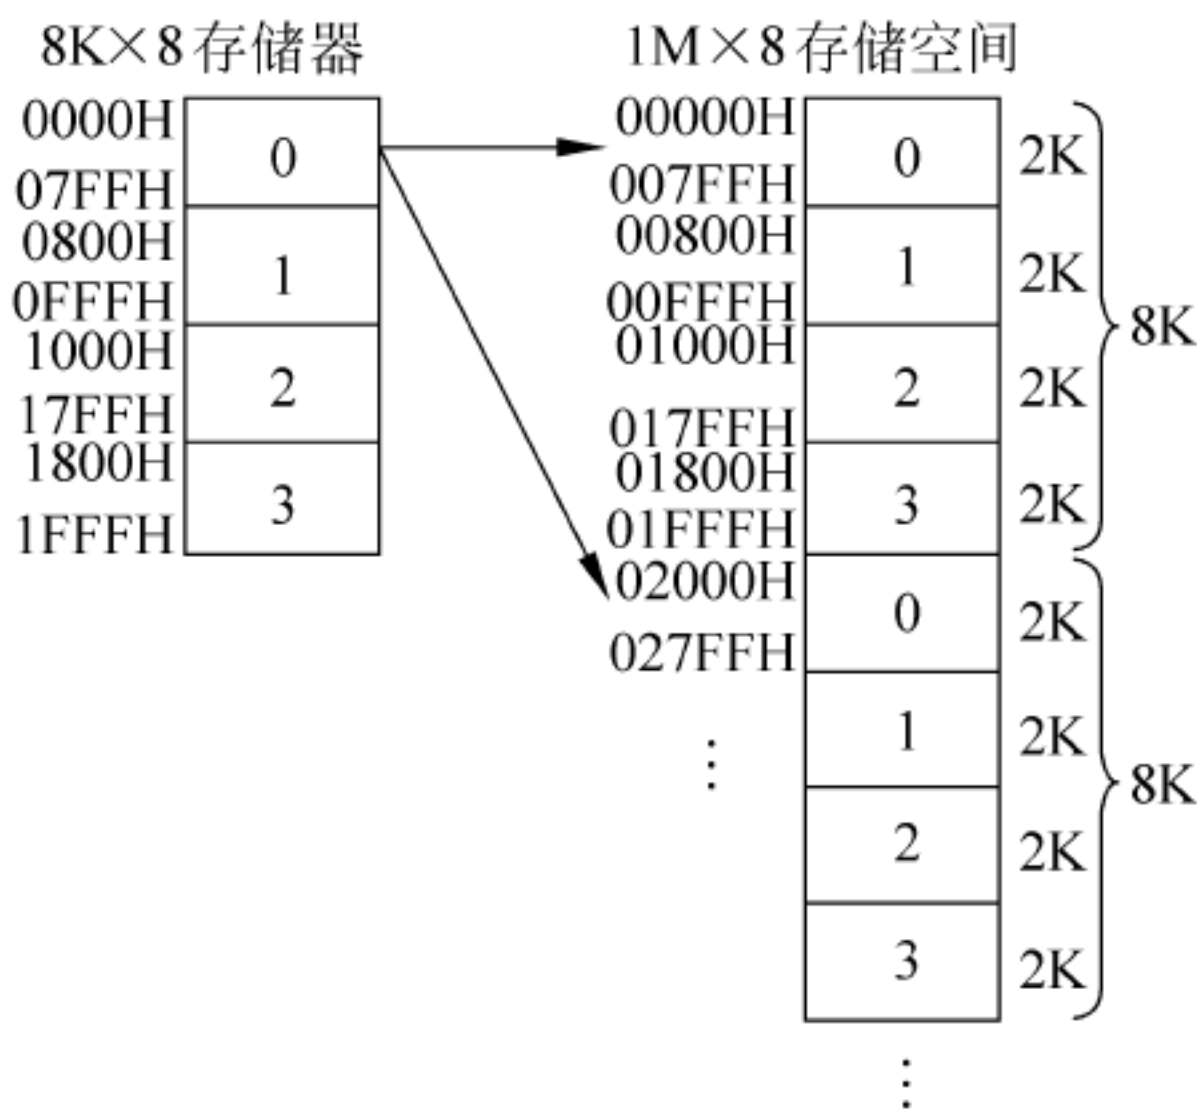 8K×8存储器
0000H
0
07FFH
0800H
1
0FFFH
1000H
2
17FFH
1800H
3
1FFFH
1M×8存储空间
00000H
0
2K
007FFH
00800H
1
2K
00FFFH
01000H
2
2K
017FFH
01800H
3
2K
01FFFH
8K
02000H
0
2K
027FFH
⋮
1
2K
2
2K
3
2K
8K
⋮